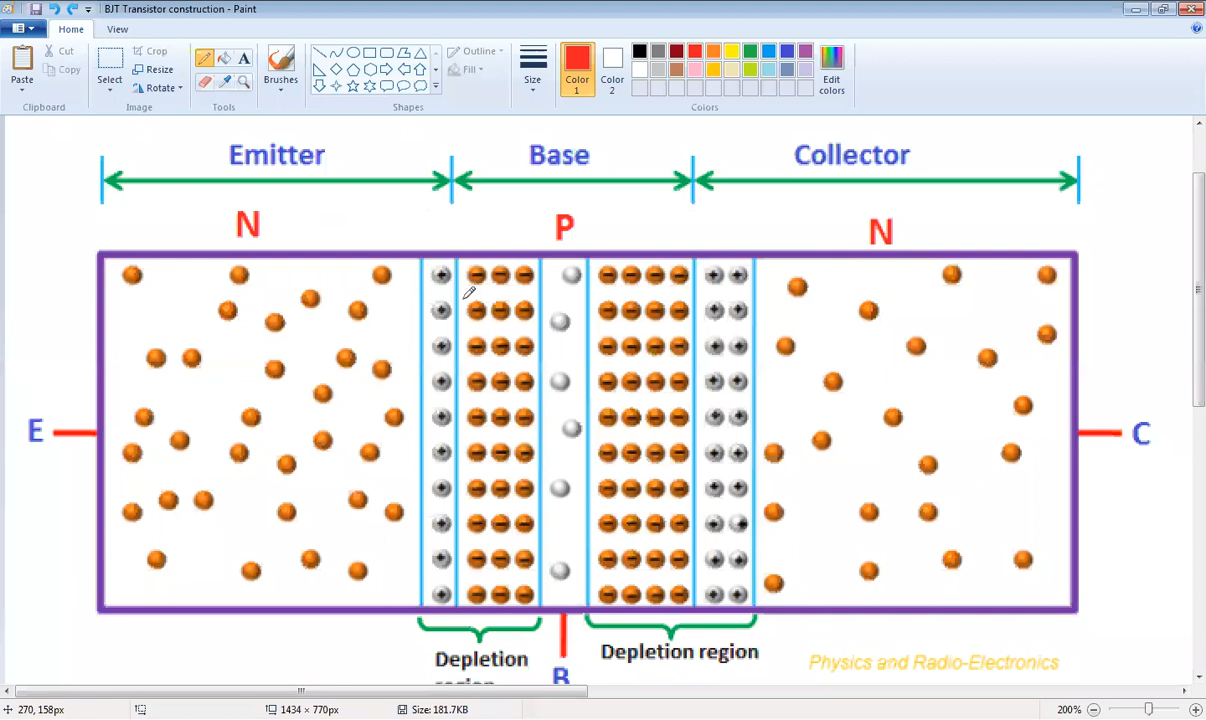 BJT Transistor construction - Paint
Home View
Paste
Cut
Copy
Clipboard
Select
Crop
Resize
Rotate
Image
A
Tools
Brushes
Outline
Fill
Shapes
Size
Color 1
Color 2
Edit colors
Colors
Emitter Base Collector
N P N
E C
Depletion region
Depletion region
B
Physics and Radio-Electronics
270, 158px
1434 × 770px
Size: 181.7KB
200%